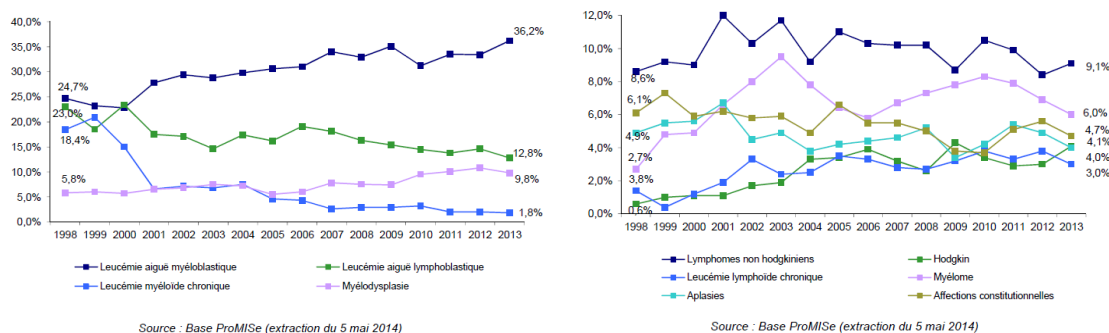 40,0%
35,0%
30,0%
25,0%
20,0%
15,0%
10,0%
5,0%
0,0%
24,7%
23,0%
18,4%
5,8%
36,2%
12,8%
9,8%
1,8%
1998 1999 2000 2001 2002 2003 2004 2005 2006 2007 2008 2009 2010 2011 2012 2013
Leucémie aiguë myéloblastique
Leucémie aiguë lymphoblastique
Leucémie myéloïde chronique
Myélodysplasie
Source : Base ProMISe (extraction du 5 mai 2014)
12,0%
10,0%
8,0%
6,0%
4,0%
2,0%
0,0%
8,6%
6,1%
4,9%
2,7%
3,8%
0,6%
9,1%
6,0%
4,7%
4,1%
4,0%
3,0%
1998 1999 2000 2001 2002 2003 2004 2005 2006 2007 2008 2009 2010 2011 2012 2013
Lymphomes non hodgkiniens
Hodgkin
Leucémie lymphoïde chronique
Myélome
Aplasies
Affections constitutionnelles
Source : Base ProMISe (extraction du 5 mai 2014)